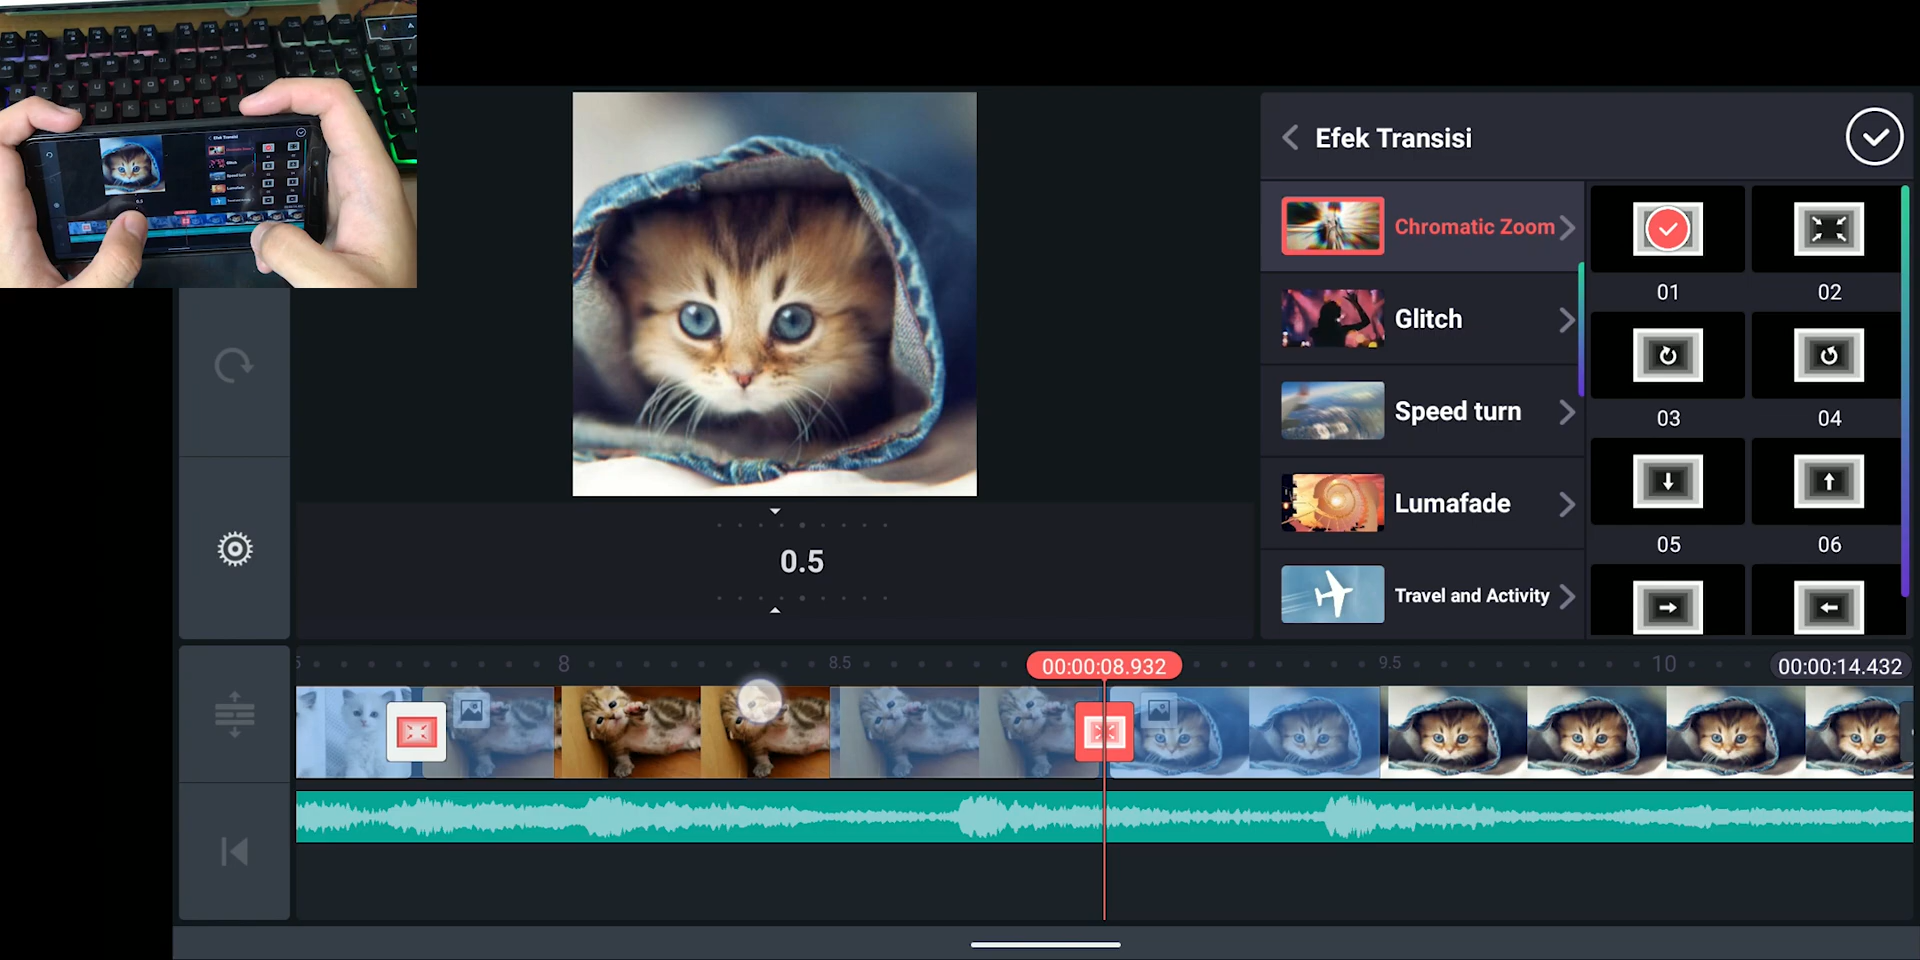 Efek Transisi
Chromatic Zoom
Glitch
Speed turn
Lumafade
Travel and Activity
01
02
03
04
05
06
0.5
8
8.5
00:00:08.932
9.5
10
00:00:14.432